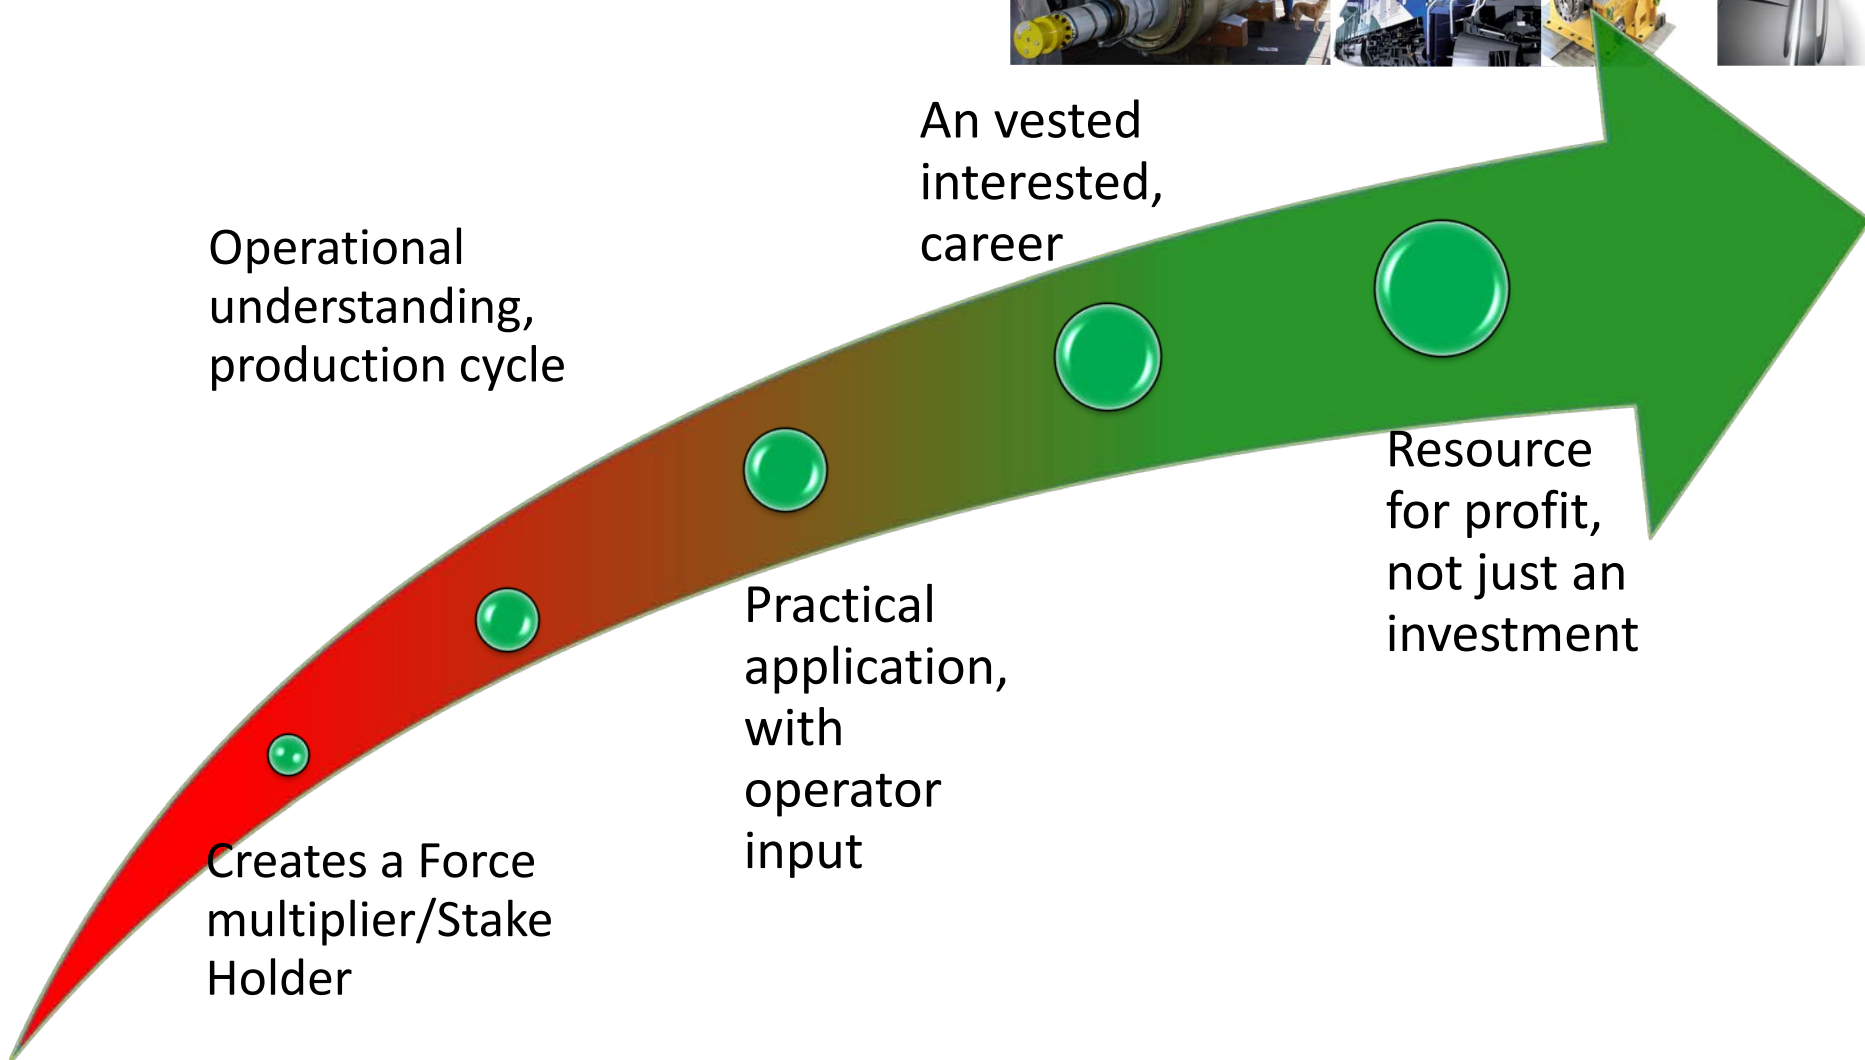 An vested
interested,
career
Operational
understanding,
production cycle
Resource
for profit,
not just an
investment
Practical
application,
with
operator
input
Creates a Force
multiplier/Stake
Holder